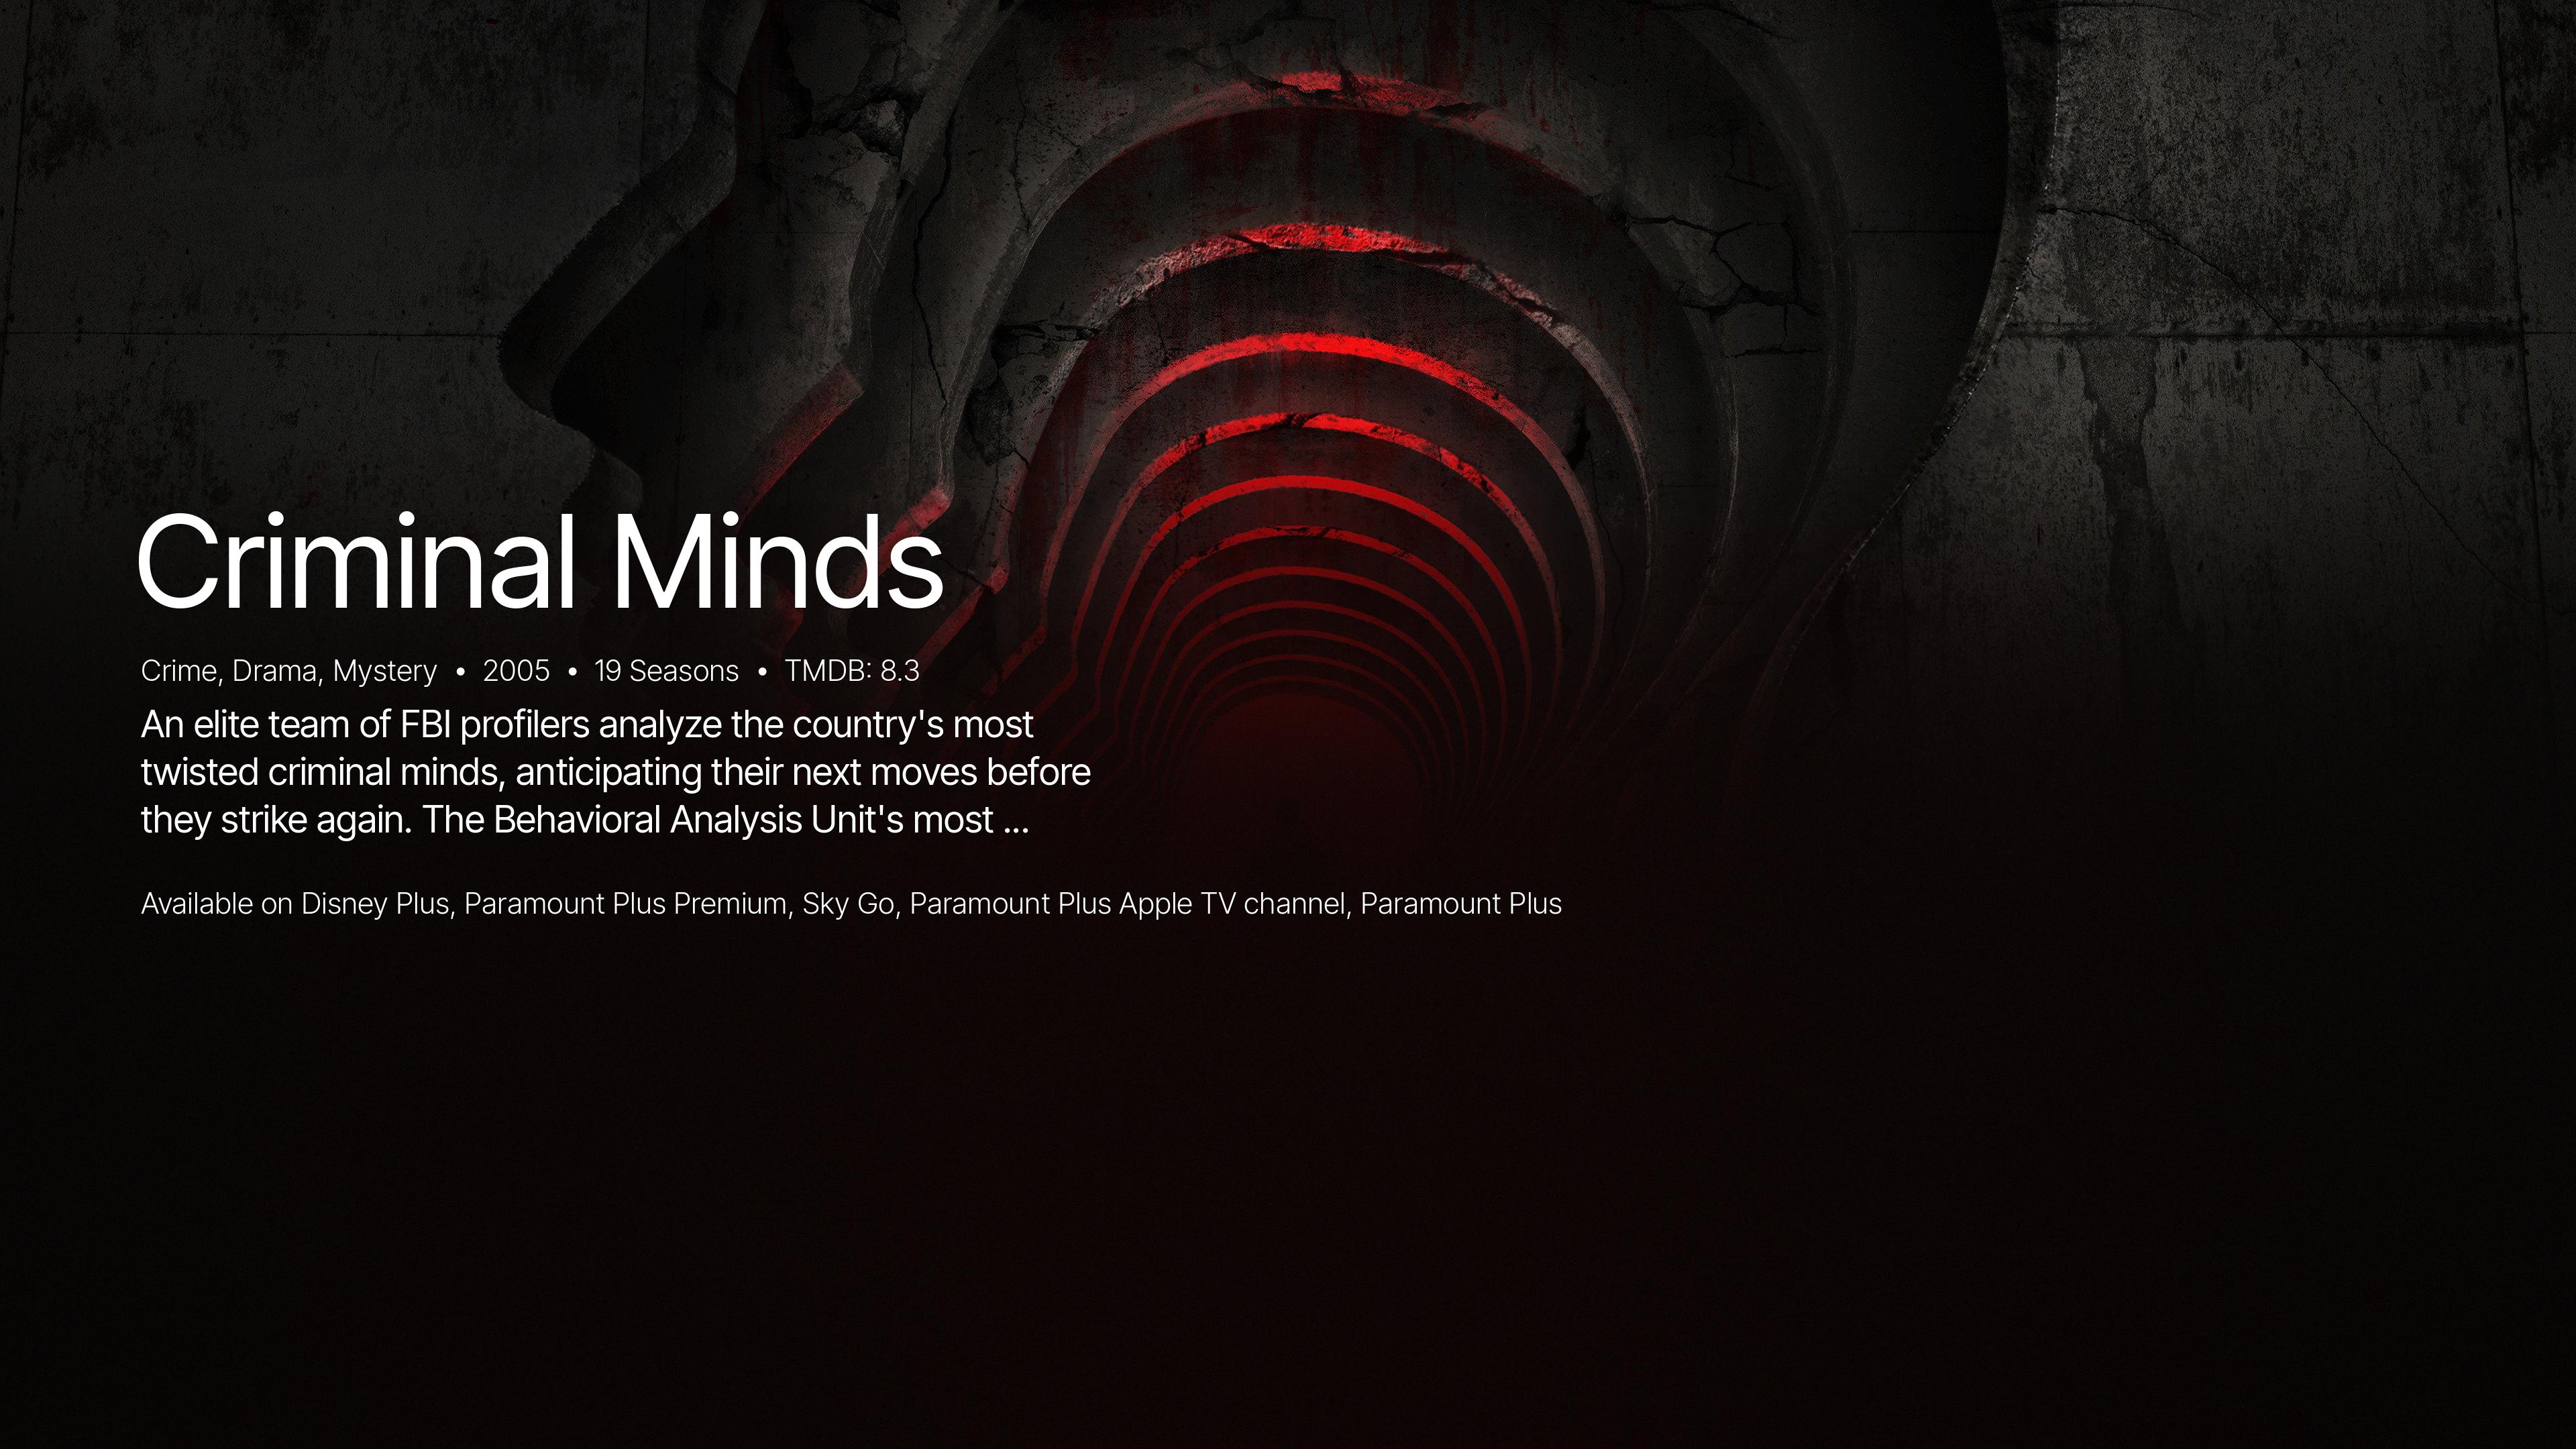 Criminal Minds
Crime, Drama, Mystery • 2005 • 19 Seasons • TMDB: 8.3
An elite team of FBI profilers analyze the country's most
twisted criminal minds, anticipating their next moves before
they strike again. The Behavioral Analysis Unit's most ...
Available on Disney Plus, Paramount Plus Premium, Sky Go, Paramount Plus Apple TV channel, Paramount Plus